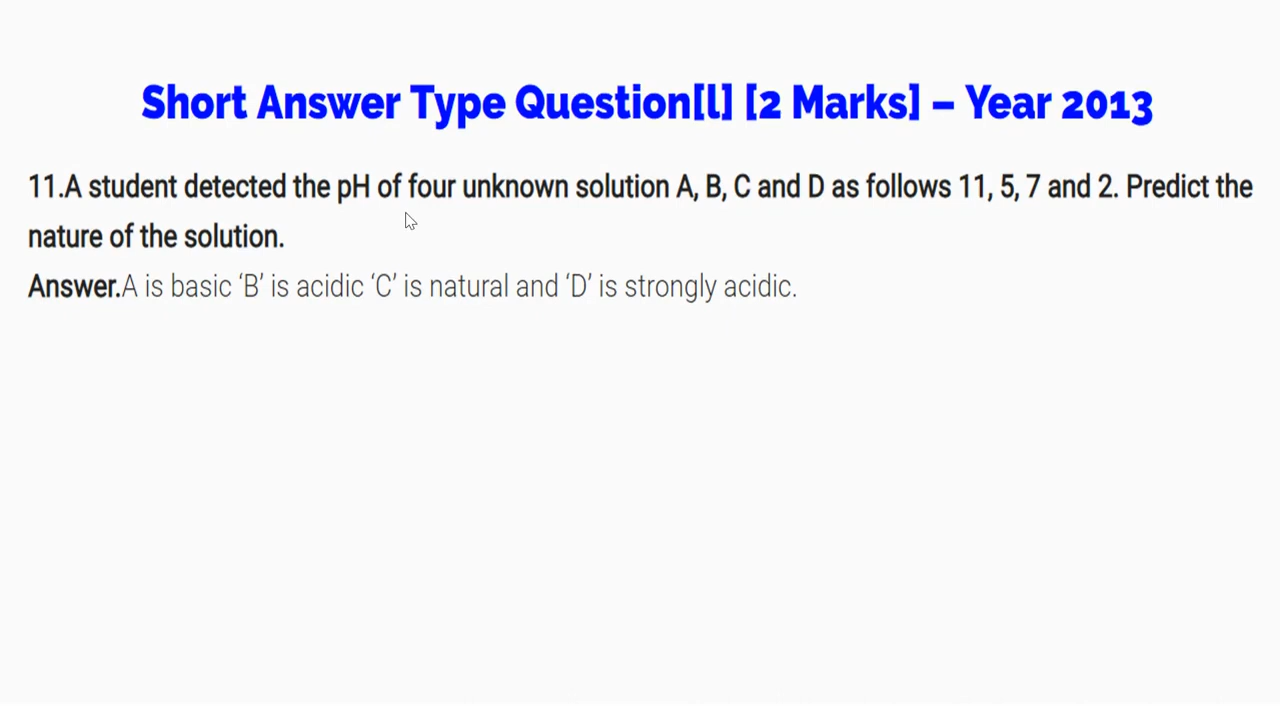 Short Answer Type Question[l] [2 Marks] – Year 2013
11.A student detected the pH of four unknown solution A, B, C and D as follows 11, 5, 7 and 2. Predict the
nature of the solution.
Answer.A is basic ‘B’ is acidic ‘C’ is natural and ‘D’ is strongly acidic.